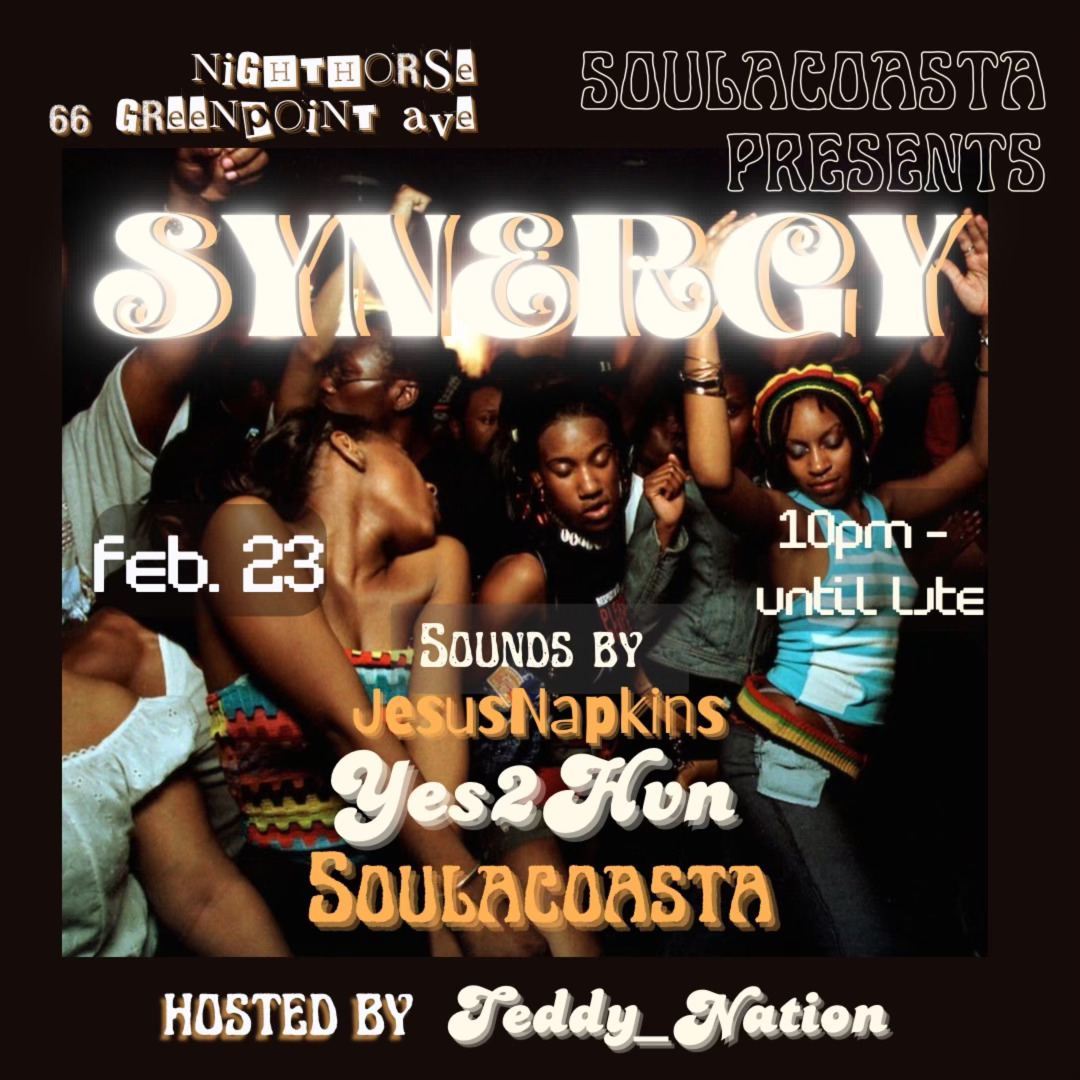 NiGHTHORSe
66 GReeNpOiNT ave
SOULACOASTA
PRESENTS
SYNERGY
feb. 23
10pm -
until late
SOUNDS BY
JesusNapkins
Yes2Hvn
SOULACOASTA
HOSTED BY Teddy_Nation